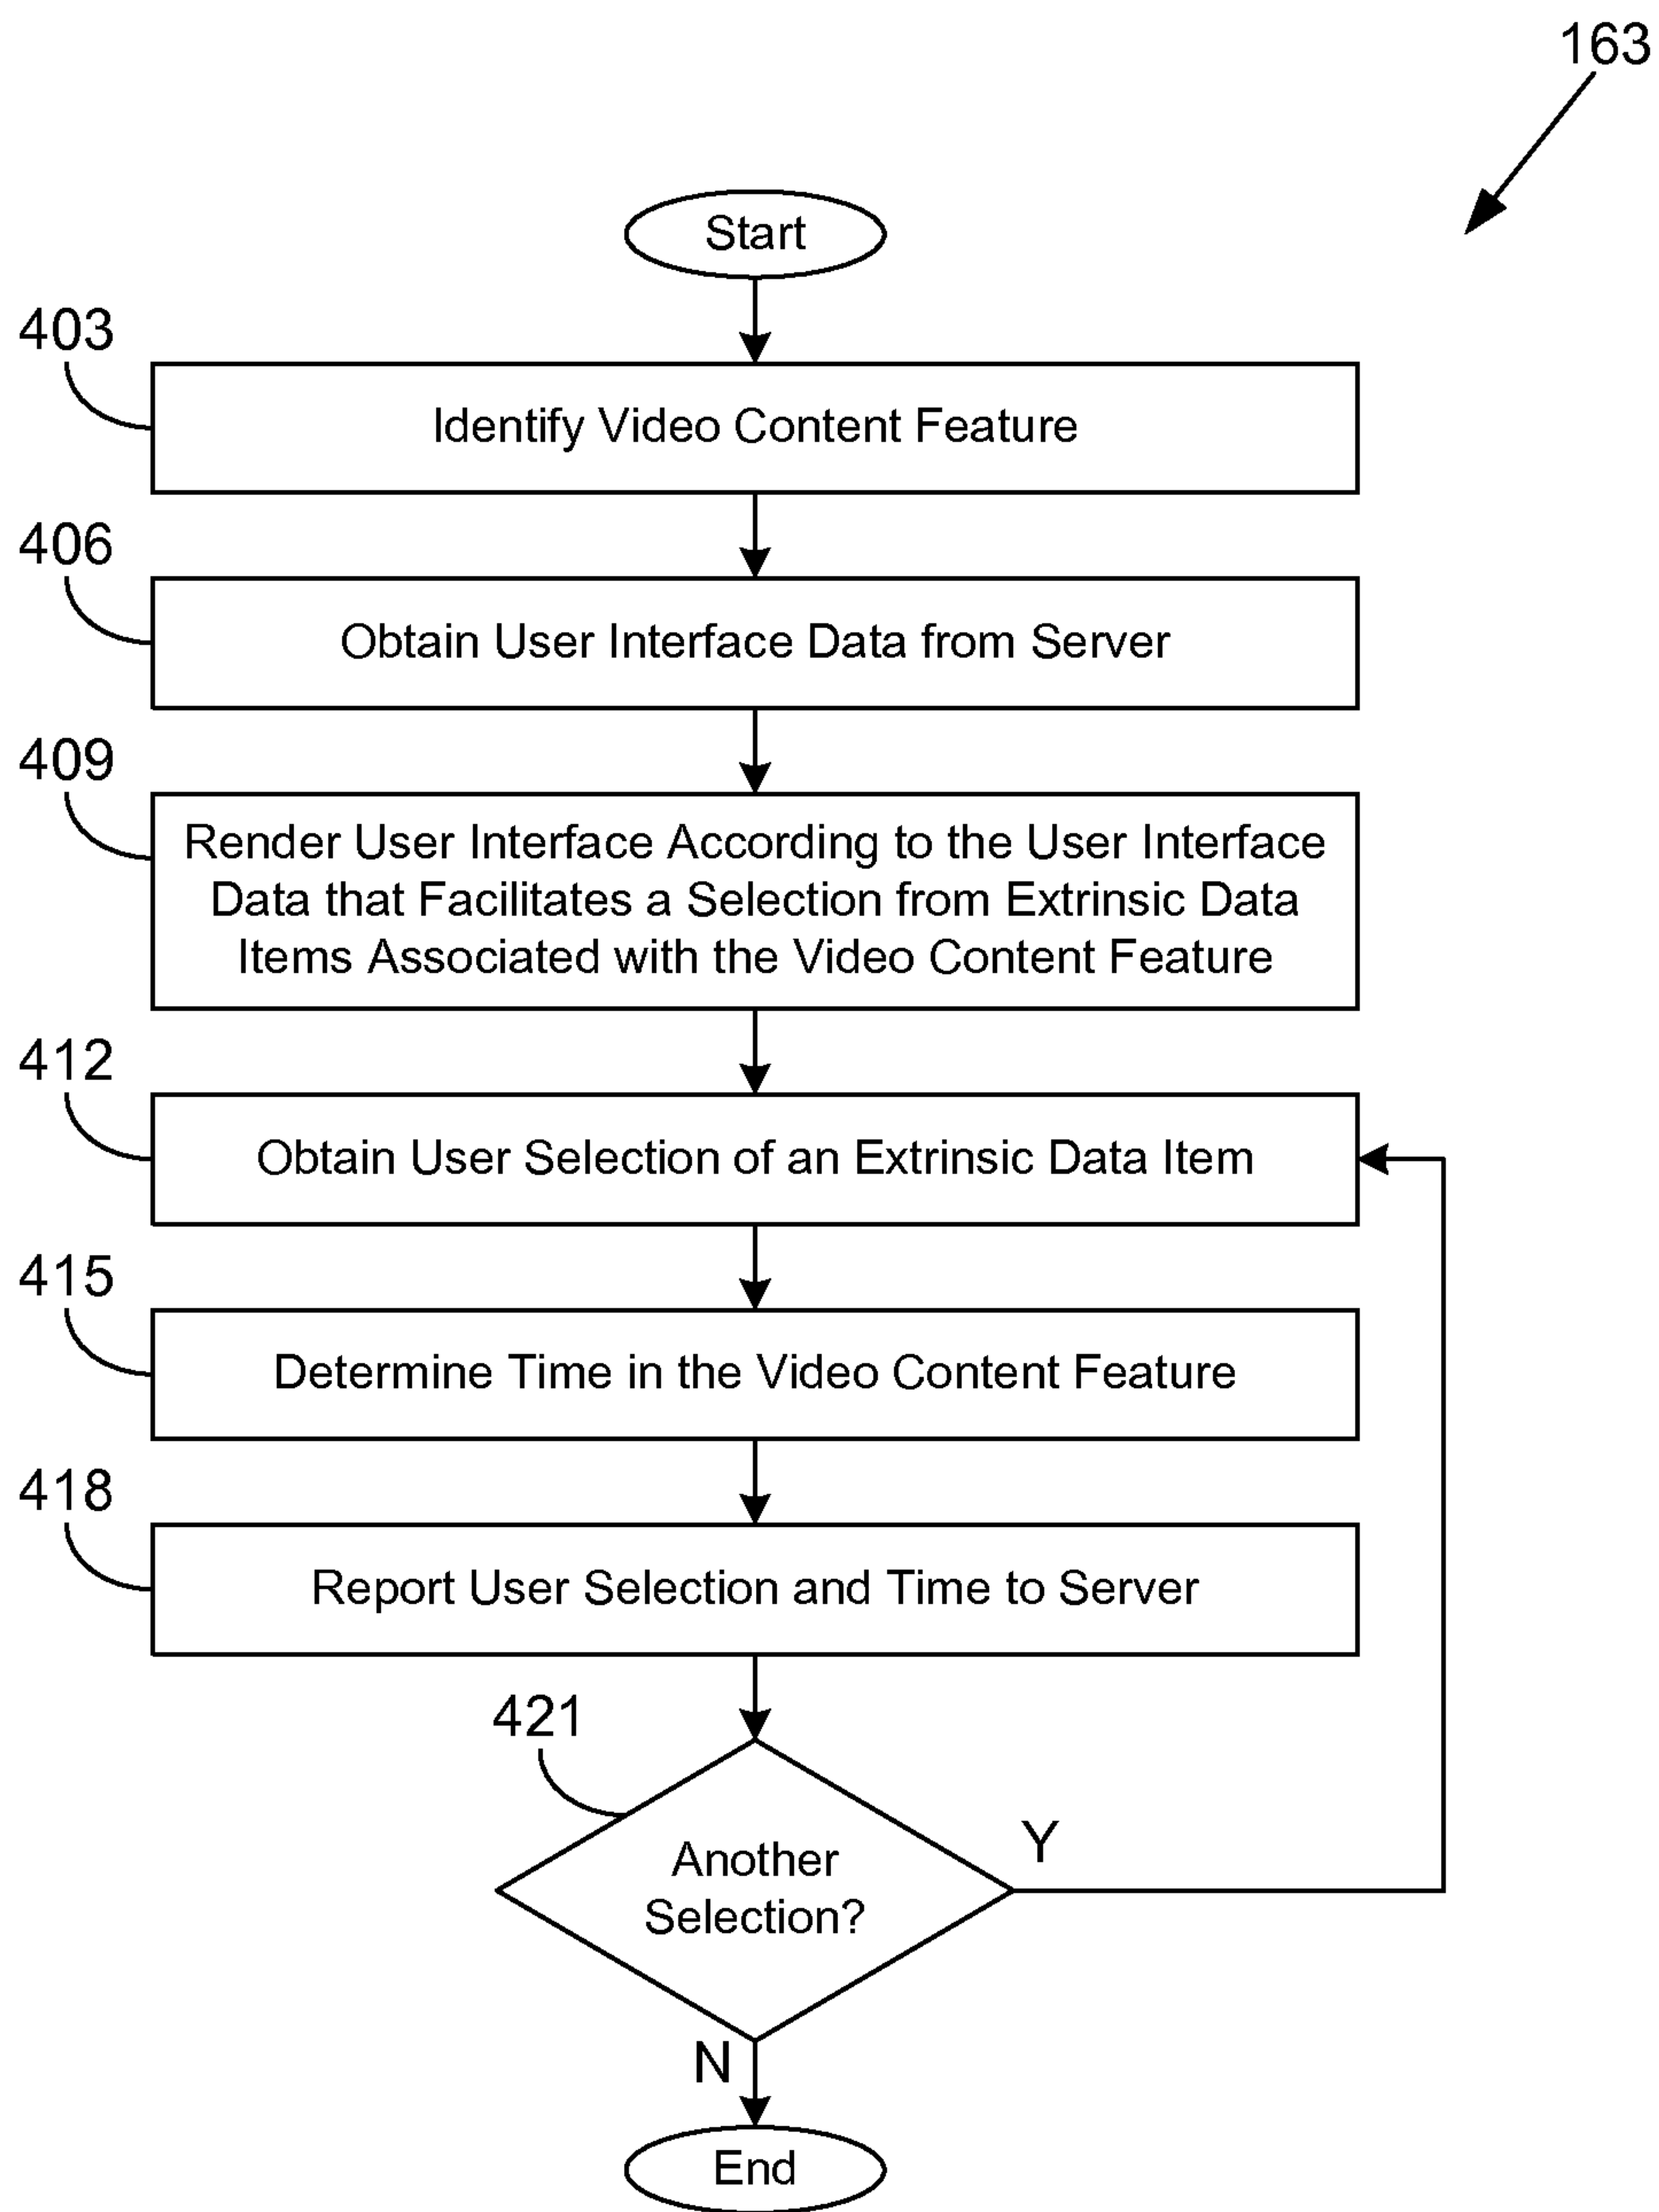 163
Start
403
Identify Video Content Feature
406
Obtain User Interface Data from Server
409
Render User Interface According to the User Interface
Data that Facilitates a Selection from Extrinsic Data
Items Associated with the Video Content Feature
412
Obtain User Selection of an Extrinsic Data Item
415
Determine Time in the Video Content Feature
418
Report User Selection and Time to Server
421
Another
Selection?
Y
N
End